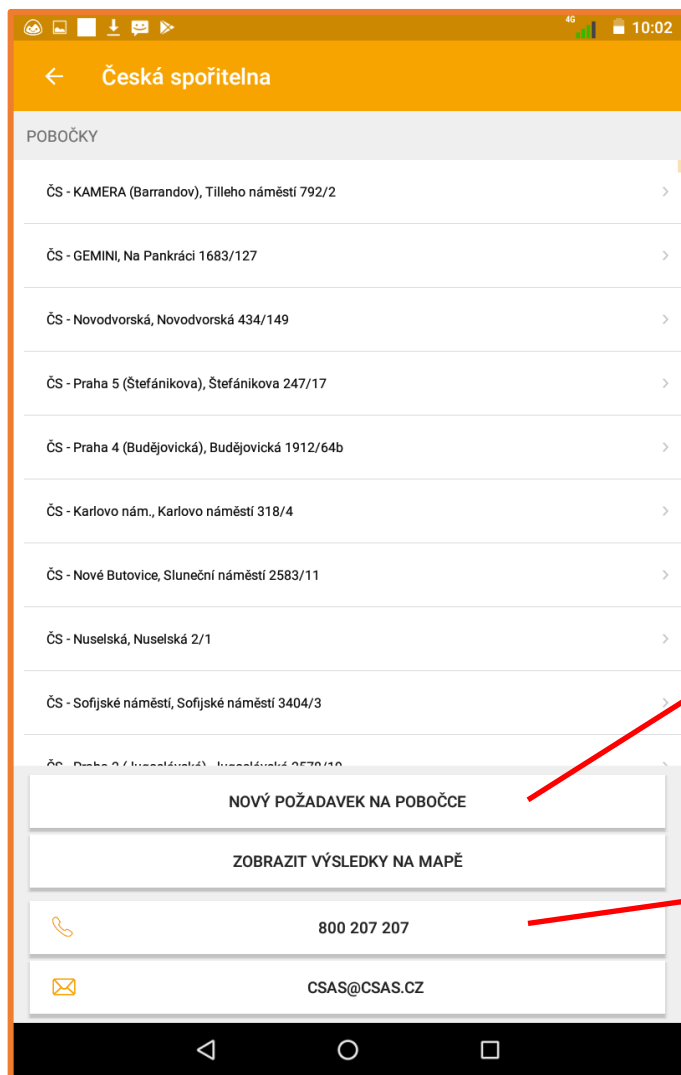 4G 10:02
Česká spořitelna
POBOČKY
ČS - KAMERA (Barrandov), Tilleho náměstí 792/2
ČS - GEMINI, Na Pankráci 1683/127
ČS - Novodvorská, Novodvorská 434/149
ČS - Praha 5 (Štefánikova), Štefánikova 247/17
ČS - Praha 4 (Budějovická), Budějovická 1912/64b
ČS - Karlovo nám., Karlovo náměstí 318/4
ČS - Nové Butovice, Sluneční náměstí 2583/11
ČS - Nuselská, Nuselská 2/1
ČS - Sofijské náměstí, Sofijské náměstí 3404/3
ČS - Praha 2
NOVÝ POŽADAVEK NA POBOČCE
ZOBRAZIT VÝSLEDKY NA MAPĚ
800 207 207
CSAS@CSAS.CZ